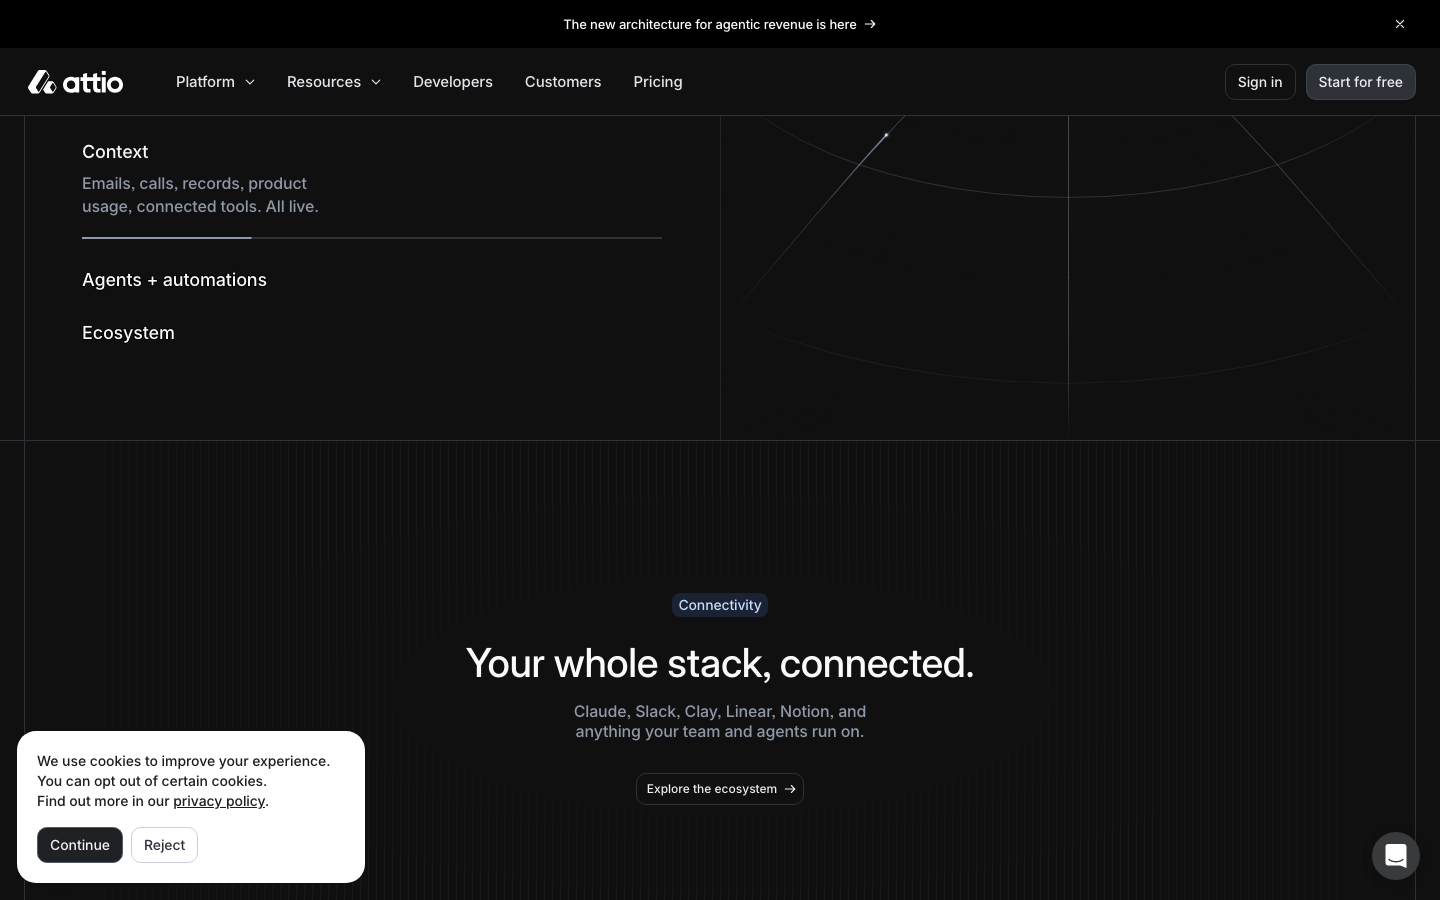 The new architecture for agentic revenue is here
attio
Platform
Resources
Developers
Customers
Pricing
Sign in
Start for free
Context
Emails, calls, records, product
usage, connected tools. All live.
Agents + automations
Ecosystem
Connectivity
Your whole stack, connected.
Claude, Slack, Clay, Linear, Notion, and
anything your team and agents run on.
Explore the ecosystem
We use cookies to improve your experience.
You can opt out of certain cookies.
Find out more in our privacy policy.
Continue
Reject